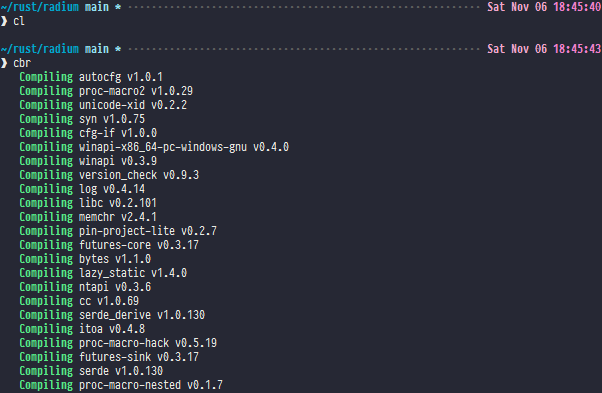 ~/rust/radium main * Sat Nov 06 18:45:40
❯ cl
~/rust/radium main * Sat Nov 06 18:45:43
❯ cbr
Compiling autocfg v1.0.1
Compiling proc-macro2 v1.0.29
Compiling unicode-xid v0.2.2
Compiling syn v1.0.75
Compiling cfg-if v1.0.0
Compiling winapi-x86_64-pc-windows-gnu v0.4.0
Compiling winapi v0.3.9
Compiling version_check v0.9.3
Compiling log v0.4.14
Compiling libc v0.2.101
Compiling memchr v2.4.1
Compiling pin-project-lite v0.2.7
Compiling futures-core v0.3.17
Compiling bytes v1.1.0
Compiling lazy_static v1.4.0
Compiling ntapi v0.3.6
Compiling cc v1.0.69
Compiling serde_derive v1.0.130
Compiling itoa v0.4.8
Compiling proc-macro-hack v0.5.19
Compiling futures-sink v0.3.17
Compiling serde v1.0.130
Compiling proc-macro-nested v0.1.7